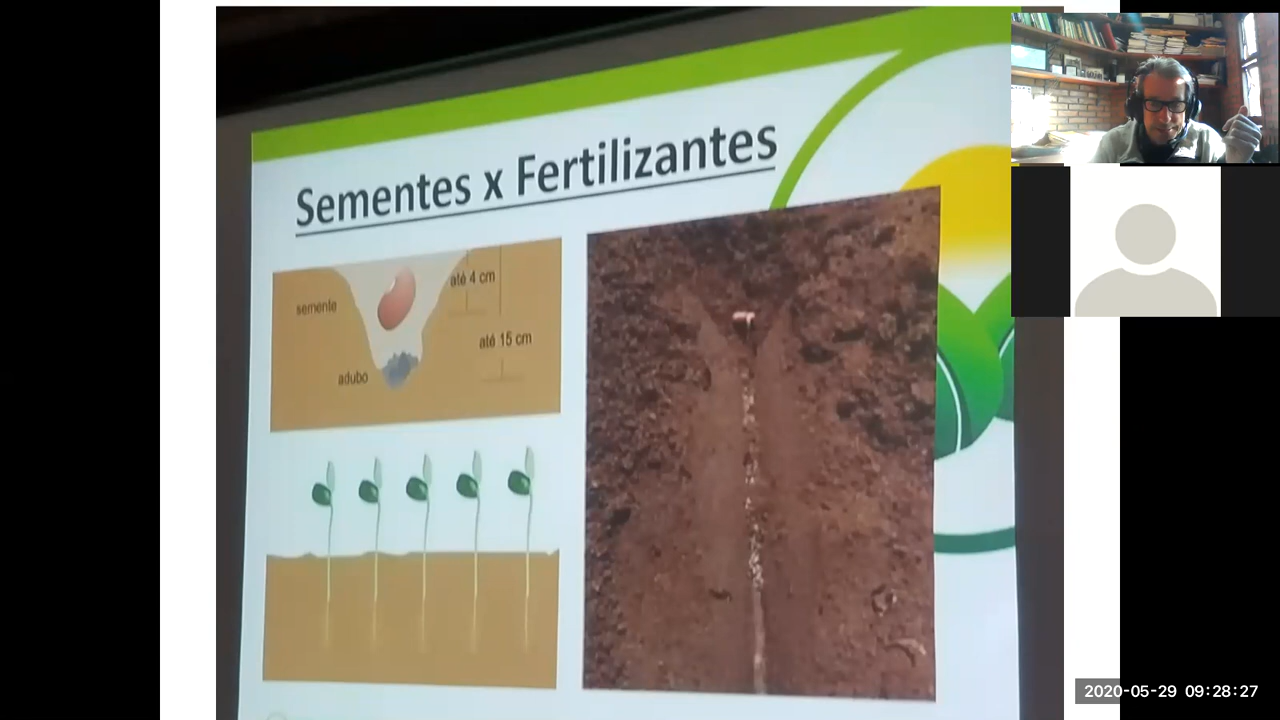 Sementes x Fertilizantes
até 4 cm
semente
até 15 cm
adubo
2020-05-29 09:28:27